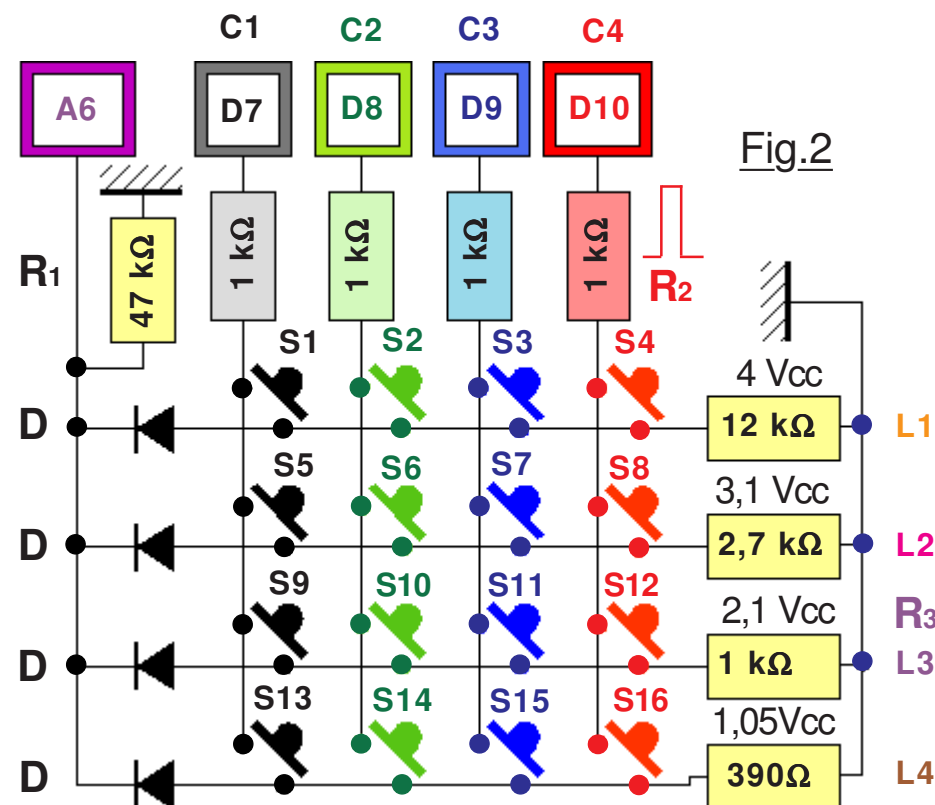 C1 C2 C3 C4
A6 D7 D8 D9 D10
Fig.2
R1 47 kΩ 1 kΩ 1 kΩ 1 kΩ 1 kΩ R2
S1 S2 S3 S4
4 Vcc
D 12 kΩ L1
S5 S6 S7 S8
3,1 Vcc
D 2,7 kΩ L2
S9 S10 S11 S12
2,1 Vcc
R3
D 1 kΩ L3
S13 S14 S15 S16
1,05Vcc
D 390Ω L4